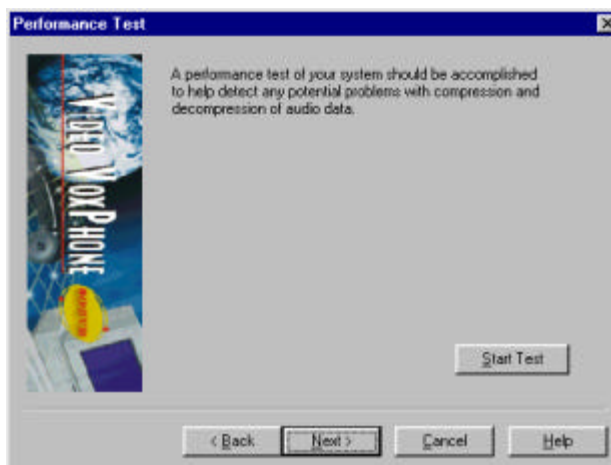 Performance Test
A performance test of your system should be accomplished
to help detect any potential problems with compression and
decompression of audio data.
VIDEO VOXPHONE
Start Test
< Back
Next >
Cancel
Help